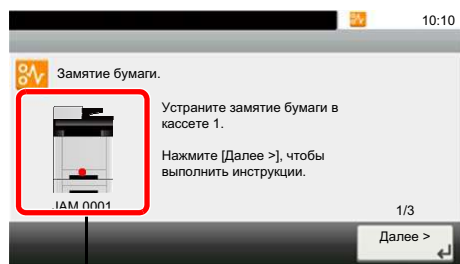 10:10
Замятие бумаги.
Устраните замятие бумаги в
кассете 1.
Нажмите [Далее >], чтобы
выполнить инструкции.
JAM 0001
1/3
Далее >